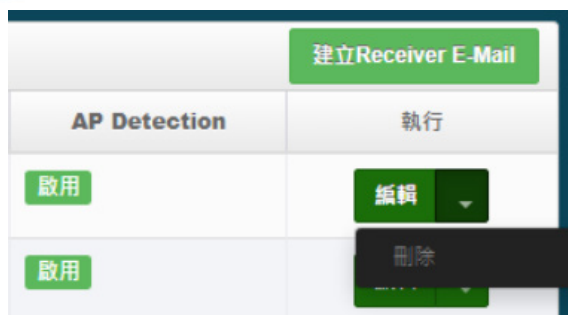 建立Receiver E-Mail
AP Detection 執行
啟用 編輯
刪除
啟用